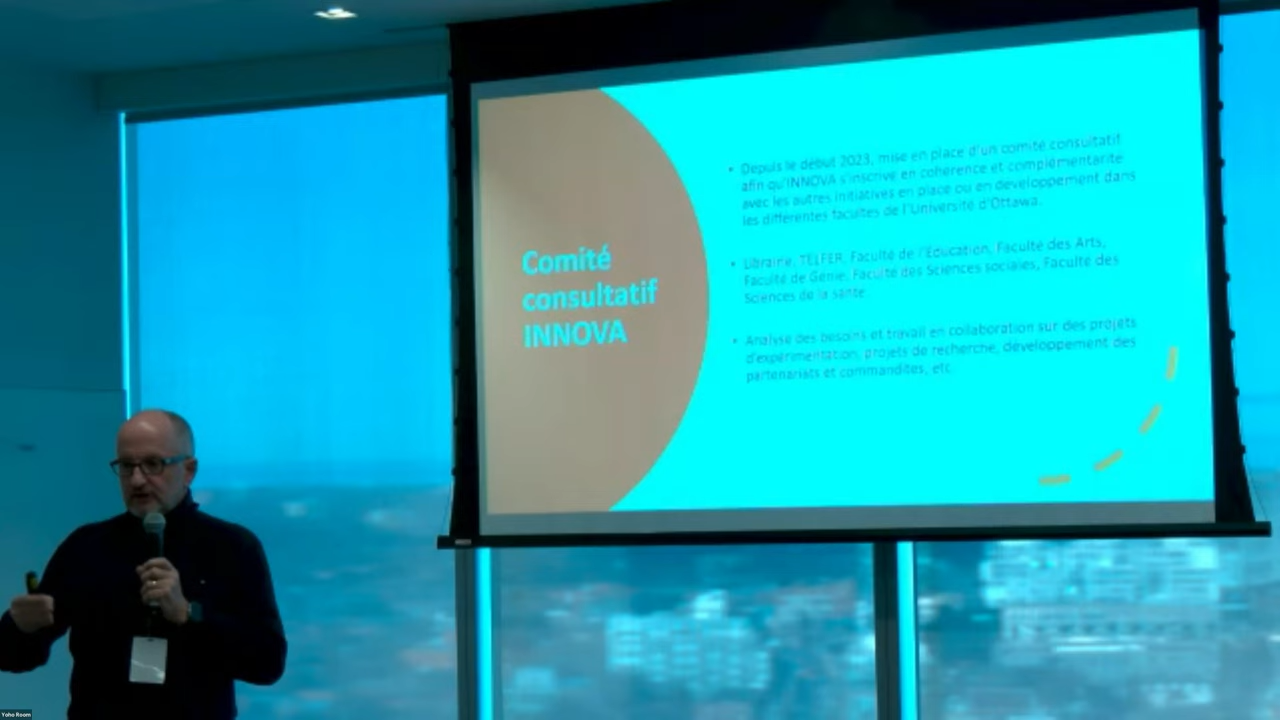 Comité
consultatif
INNOVA
• Depuis le début 2023, mise en place d'un comité consultatif
afin qu'INNOVA s'inscrive en cohérence et complémentarité
avec les autres initiatives en place ou en développement dans
les différentes facultés de l'Université d'Ottawa.
• Libraire, TELFER, Faculté de l'Éducation, Faculté des Arts,
Faculté de Génie, Faculté des Sciences sociales, Faculté des
Sciences de la santé
• Analyse des besoins et travail en collaboration sur des projets
d'expérimentation, projets de recherche, développement des
partenariats et commandites, etc.
Yoho Room